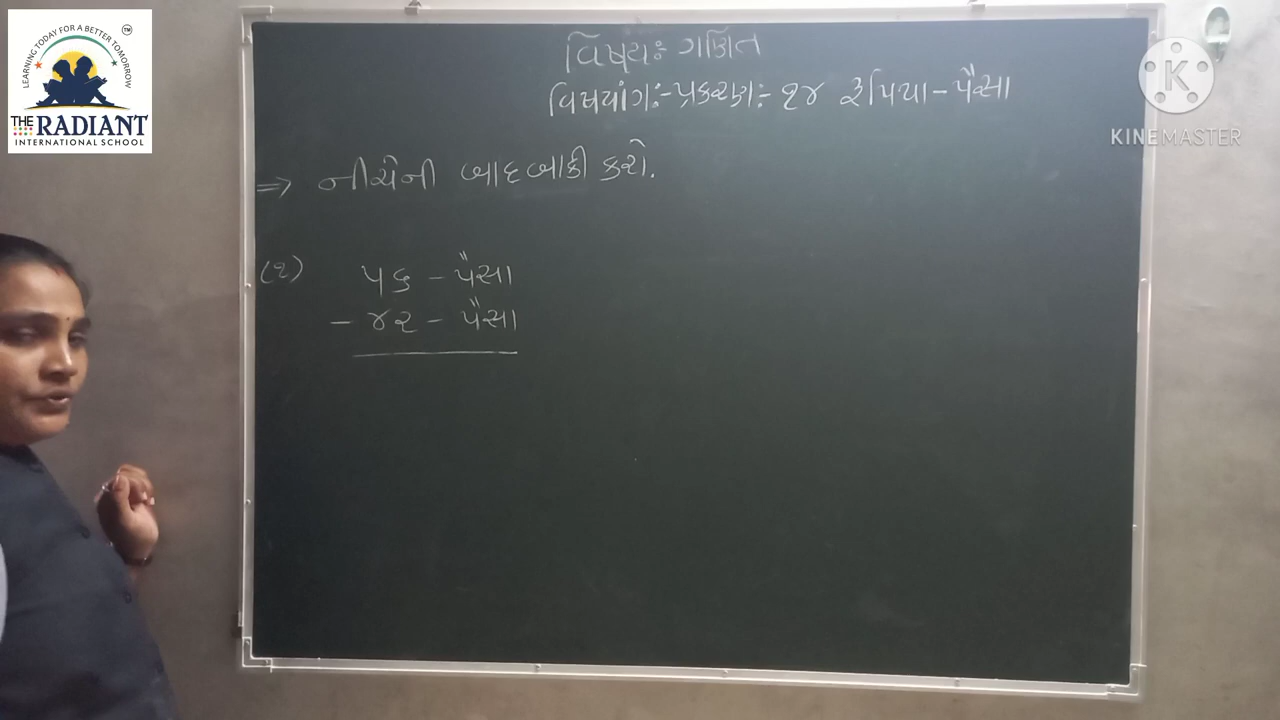 LEARNING TODAY FOR A BETTER TOMORROW
TM
THE RADIANT
INTERNATIONAL SCHOOL
KINEMASTER
વિષય:- ગણિત
વિષયાંગ:- પ્રકરણ:- ૧૪ રૂપિયા - પૈસા
⇒ નીચેની બાદબાકી કરો.
(૧) ૫૬ - પૈસા
- ૪૨ - પૈસા